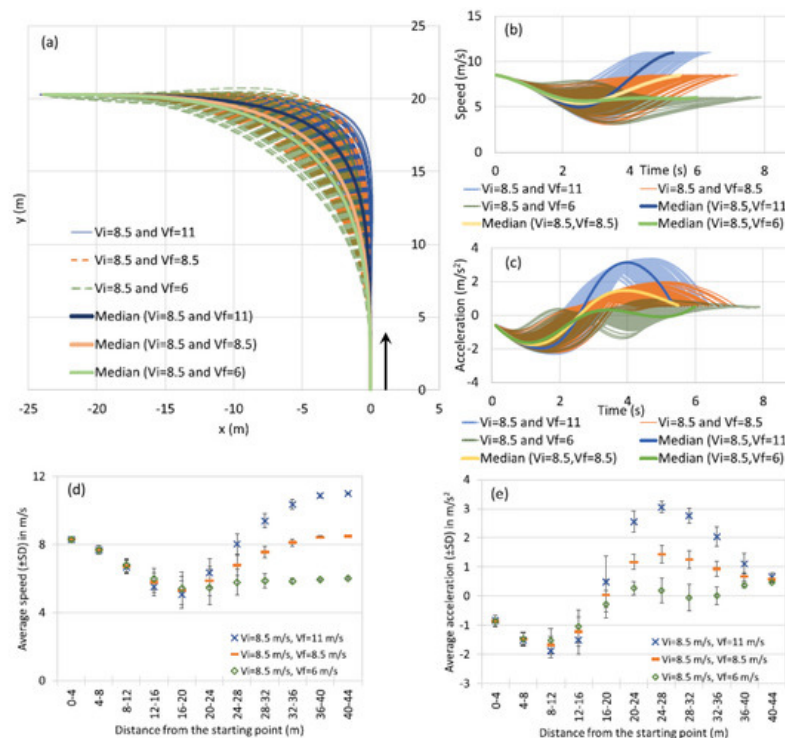 (a)
25
20
15
10
5
0
y (m)
Vi=8.5 and Vf=11
Vi=8.5 and Vf=8.5
Vi=8.5 and Vf=6
Median (Vi=8.5 and Vf=11)
Median (Vi=8.5 and Vf=8.5)
Median (Vi=8.5 and Vf=6)
-25 -20 -15 -10 -5 0 5
x (m)
(b)
15
10
5
0
Speed (m/s)
0 2 4 6 8
Time (s)
Vi=8.5 and Vf=11 Vi=8.5 and Vf=8.5
Vi=8.5 and Vf=6 Median (Vi=8.5,Vf=11)
Median (Vi=8.5,Vf=8.5) Median (Vi=8.5,Vf=6)
(c)
4
2
0
-2
-4
Acceleration (m/s²)
0 2 4 6 8
Time (s)
Vi=8.5 and Vf=11 Vi=8.5 and Vf=8.5
Vi=8.5 and Vf=6 Median (Vi=8.5,Vf=11)
Median (Vi=8.5,Vf=8.5) Median (Vi=8.5,Vf=6)
(d)
12
8
4
0
Average speed (±SD) in m/s
Vi=8.5 m/s, Vf=11 m/s
Vi=8.5 m/s, Vf=8.5 m/s
Vi=8.5 m/s, Vf=6 m/s
0-4 4-8 8-12 12-16 16-20 20-24 24-28 28-32 32-36 36-40 40-44
Distance from the starting point (m)
(e)
4
3
2
1
0
-1
-2
-3
Average acceleration (±SD) in m/s²
Vi=8.5 m/s, Vf=11 m/s
Vi=8.5 m/s, Vf=8.5 m/s
Vi=8.5 m/s, Vf=6 m/s
0-4 4-8 8-12 12-16 16-20 20-24 24-28 28-32 32-36 36-40 40-44
Distance from the starting point (m)